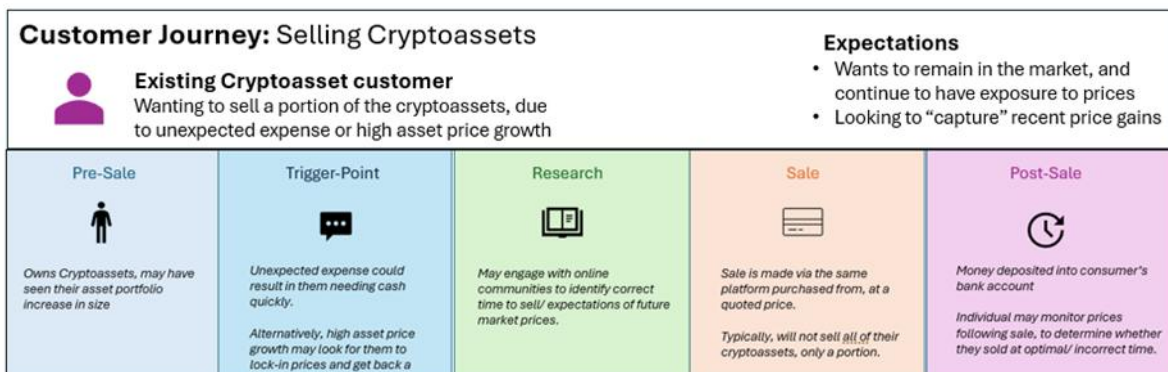 Customer Journey: Selling Cryptoassets
Existing Cryptoasset customer
Wanting to sell a portion of the cryptoassets, due
to unexpected expense or high asset price growth
Expectations
• Wants to remain in the market, and
continue to have exposure to prices
• Looking to “capture” recent price gains
Pre-Sale
Owns Cryptoassets, may have
seen their asset portfolio
increase in size
Trigger-Point
Unexpected expense could
result in them needing cash
quickly.
Alternatively, high asset price
growth may look for them to
lock-in prices and get back a
Research
May engage with online
communities to identify correct
time to sell/ expectations of future
market prices.
Sale
Sale is made via the same
platform purchased from, at a
quoted price.
Typically, will not sell all of their
cryptoassets, only a portion.
Post-Sale
Money deposited into consumer’s
bank account
Individual may monitor prices
following sale, to determine whether
they sold at optimal/ incorrect time.